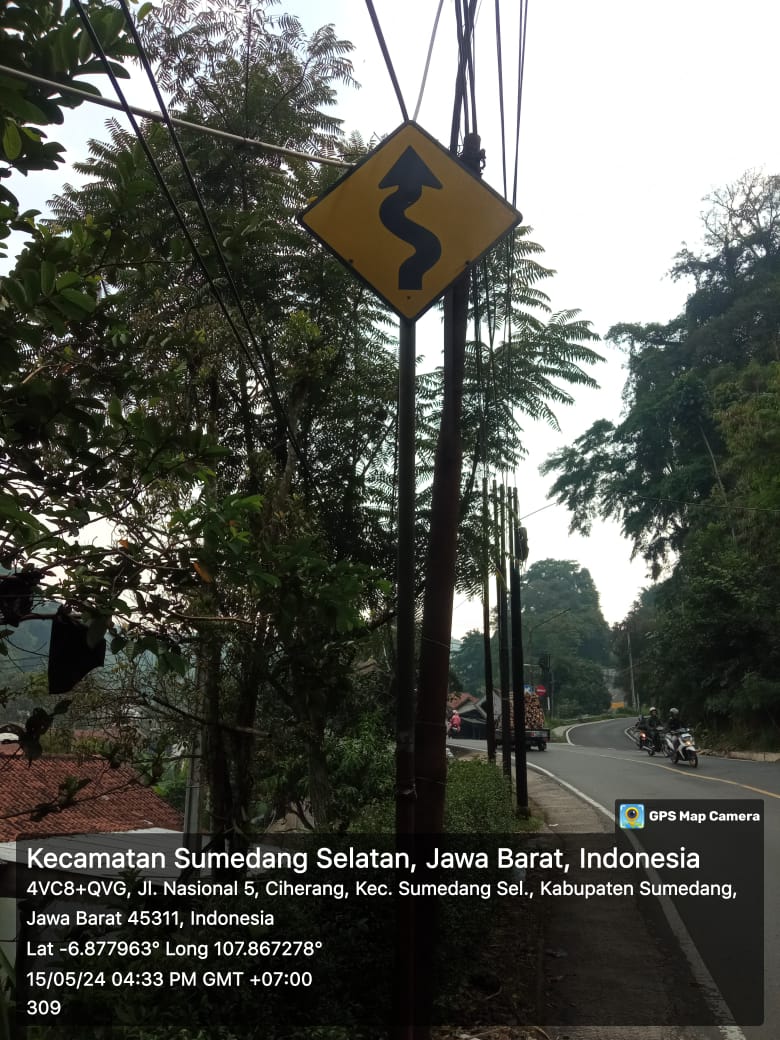 GPS Map Camera
Kecamatan Sumedang Selatan, Jawa Barat, Indonesia
4VC8+QVG, Jl. Nasional 5, Ciherang, Kec. Sumedang Sel., Kabupaten Sumedang,
Jawa Barat 45311, Indonesia
Lat -6.877963° Long 107.867278°
15/05/24 04:33 PM GMT +07:00
309